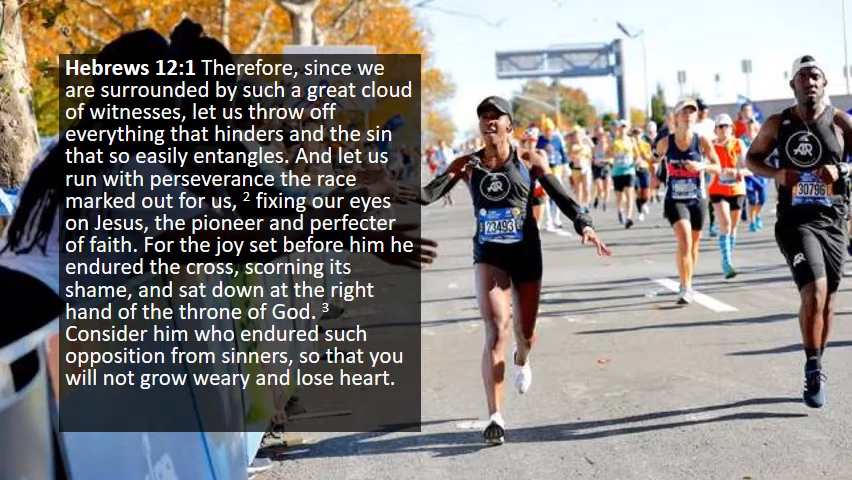 Hebrews 12:1 Therefore, since we
are surrounded by such a great cloud
of witnesses, let us throw off
everything that hinders and the sin
that so easily entangles. And let us
run with perseverance the race
marked out for us, ² fixing our eyes
on Jesus, the pioneer and perfecter
of faith. For the joy set before him he
endured the cross, scorning its
shame, and sat down at the right
hand of the throne of God. ³
Consider him who endured such
opposition from sinners, so that you
will not grow weary and lose heart.
AR
23493
AR
30796